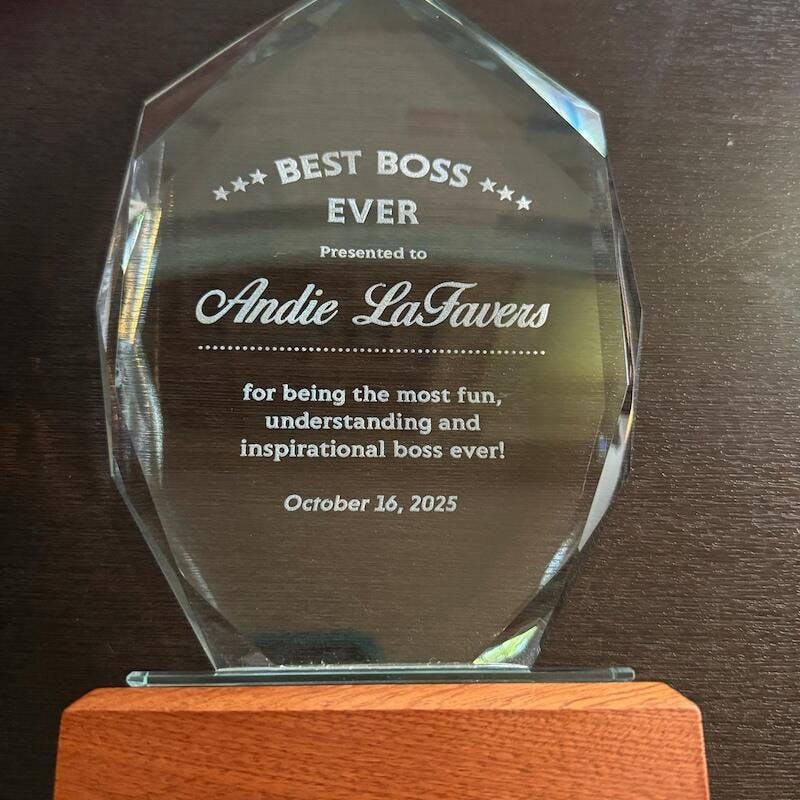 ★★★ BEST BOSS ★★★
EVER
Presented to
Andie LaFavers
for being the most fun,
understanding and
inspirational boss ever!
October 16, 2025